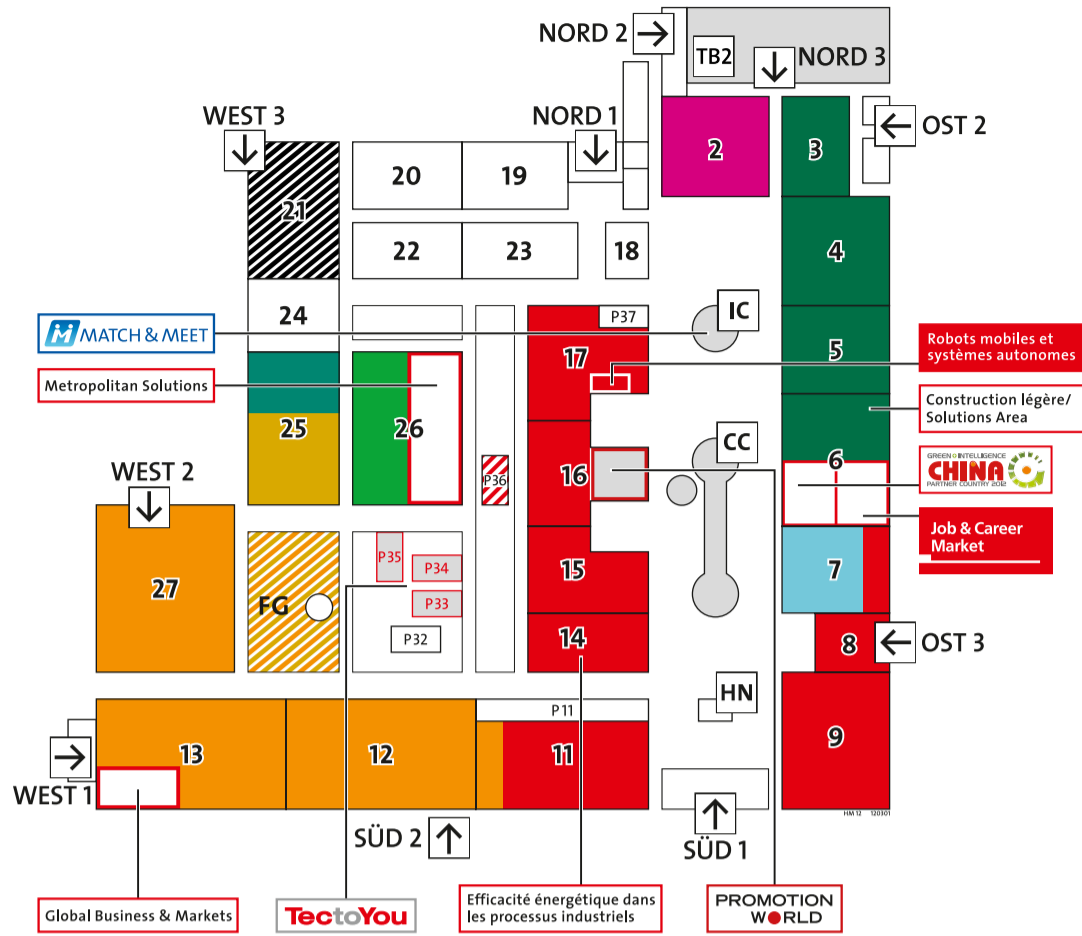 NORD 2
TB2
NORD 3
WEST 3
NORD 1
OST 2
2
3
20
19
21
4
22
23
18
24
IC
P37
MATCH & MEET
17
5
Robots mobiles et
systèmes autonomes
Metropolitan Solutions
Construction légère/
Solutions Area
25
26
CC
6
GREEN INTELLIGENCE
CHINA
PARTNER COUNTRY 2012
WEST 2
16
P36
Job & Career
Market
P35
P34
15
7
27
FG
P33
P32
14
8
OST 3
HN
P11
13
12
11
9
WEST 1
HM 12 120301
SÜD 2
SÜD 1
Global Business & Markets
TectoYou
Efficacité énergétique dans
les processus industriels
PROMOTION
WORLD